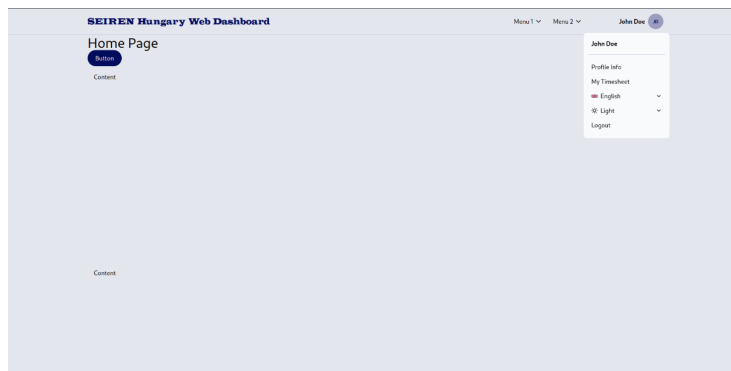 SEIREN Hungary Web Dashboard
Menu 1
Menu 2
John Doe
JD
Home Page
Button
Content
John Doe
Profile Info
My Timesheet
English
Light
Logout
Content